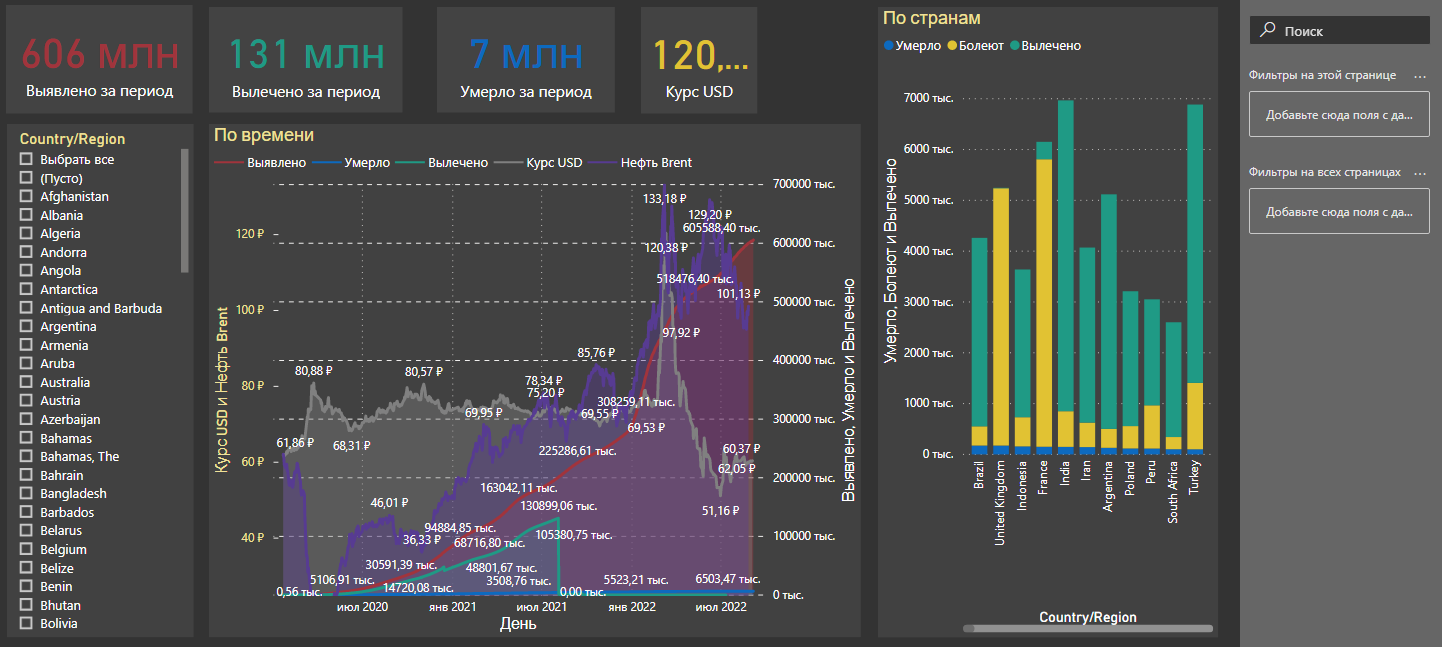 606 млн
Выявлено за период
131 млн
Вылечено за период
7 млн
Умерло за период
120,...
Курс USD
Country/Region
Выбрать все
(Пусто)
Afghanistan
Albania
Algeria
Andorra
Angola
Antarctica
Antigua and Barbuda
Argentina
Armenia
Aruba
Australia
Austria
Azerbaijan
Bahamas
Bahamas, The
Bahrain
Bangladesh
Barbados
Belarus
Belgium
Belize
Benin
Bhutan
Bolivia
По времени
Выявлено Умерло Вылечено Курс USD Нефть Brent
Курс USD и Нефть Brent
120 ₽
100 ₽
80 ₽
60 ₽
40 ₽
133,18 ₽
129,20 ₽
605588,40 тыс.
120,38 ₽
518476,40 тыс.
101,13 ₽
97,92 ₽
85,76 ₽
80,88 ₽
80,57 ₽
78,34 ₽
75,20 ₽
308259,11 тыс.
69,95 ₽
69,55 ₽
69,53 ₽
61,86 ₽
68,31 ₽
225286,61 тыс.
60,37 ₽
62,05 ₽
163042,11 тыс.
46,01 ₽
130899,06 тыс.
51,16 ₽
94884,85 тыс.
36,33 ₽
68716,80 тыс.
105380,75 тыс.
30591,39 тыс.
48801,67 тыс.
5106,91 тыс.
14720,08 тыс.
3508,76 тыс.
5523,21 тыс.
6503,47 тыс.
0,56 тыс.
0,00 тыс.
700000 тыс.
600000 тыс.
500000 тыс.
400000 тыс.
300000 тыс.
200000 тыс.
100000 тыс.
0 тыс.
Выявлено, Умерло и Вылечено
июл 2020 янв 2021 июл 2021 янв 2022 июл 2022
День
По странам
Умерло Болеют Вылечено
Умерло, Болеют и Вылечено
7000 тыс.
6000 тыс.
5000 тыс.
4000 тыс.
3000 тыс.
2000 тыс.
1000 тыс.
0 тыс.
Brazil
United Kingdom
Indonesia
France
India
Iran
Argentina
Poland
Peru
South Africa
Turkey
Country/Region
Поиск
Фильтры на этой странице ...
Добавьте сюда поля с да...
Фильтры на всех страницах ...
Добавьте сюда поля с да...